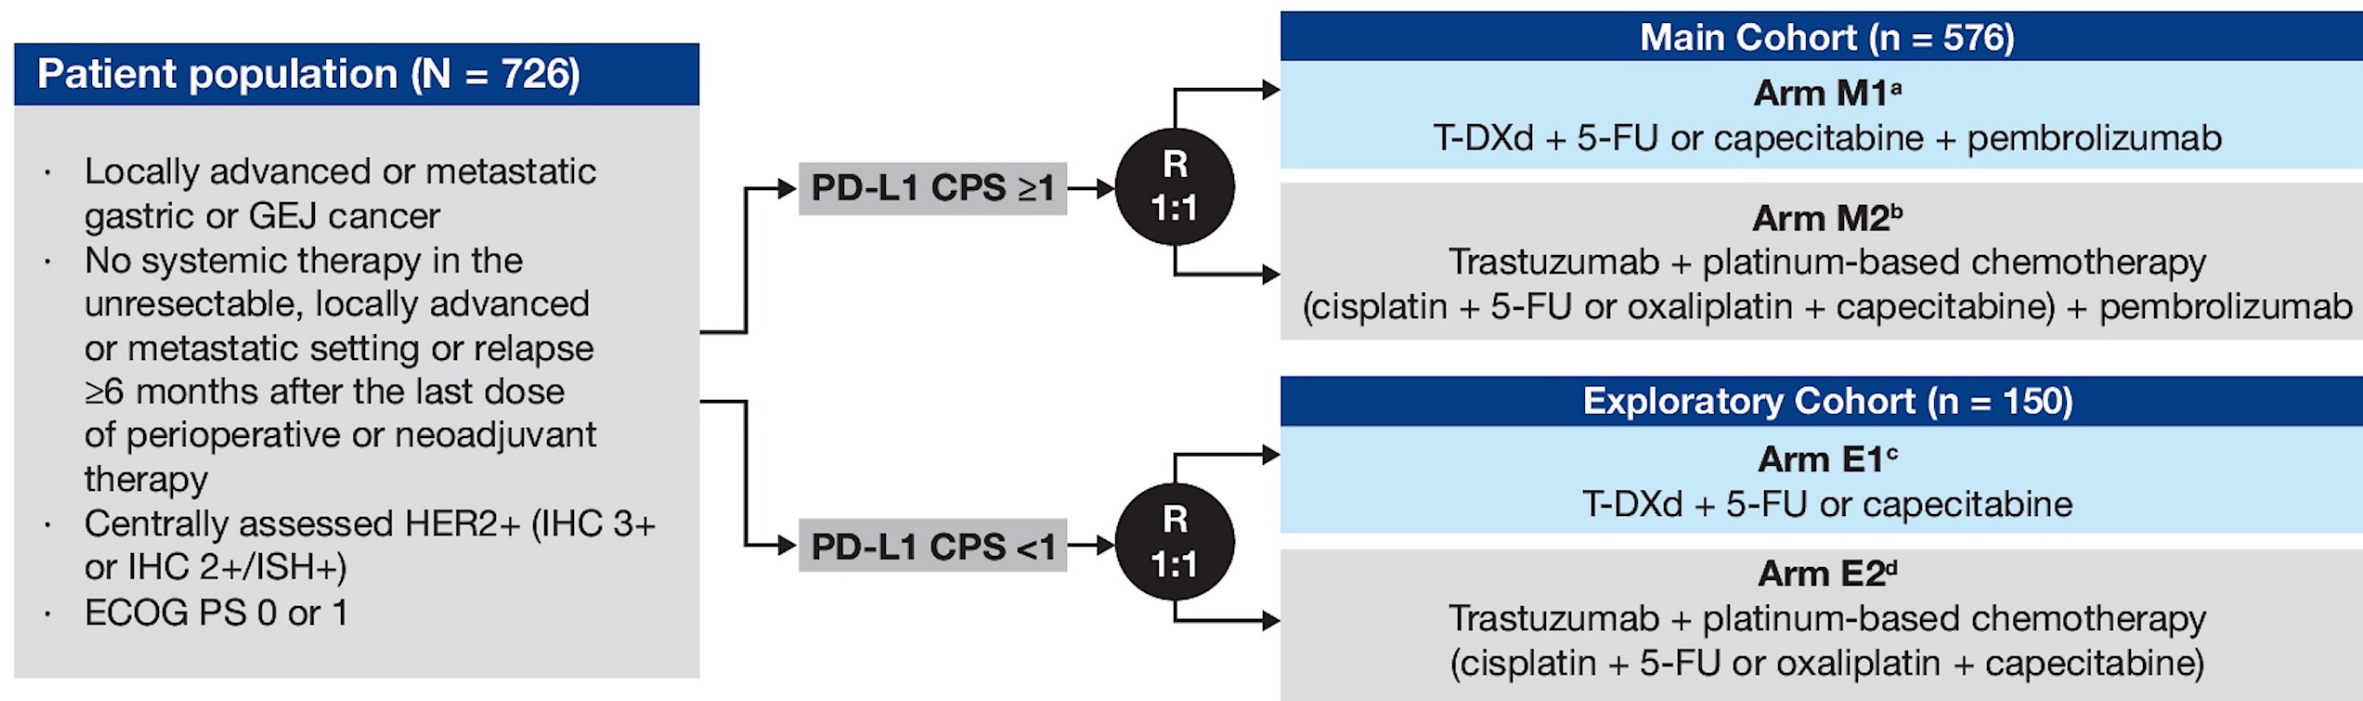 Patient population (N = 726)
· Locally advanced or metastatic
gastric or GEJ cancer
· No systemic therapy in the
unresectable, locally advanced
or metastatic setting or relapse
≥6 months after the last dose
of perioperative or neoadjuvant
therapy
· Centrally assessed HER2+ (IHC 3+
or IHC 2+/ISH+)
· ECOG PS 0 or 1
PD-L1 CPS ≥1
R
1:1
Main Cohort (n = 576)
Arm M1ᵃ
T-DXd + 5-FU or capecitabine + pembrolizumab
Arm M2ᵇ
Trastuzumab + platinum-based chemotherapy
(cisplatin + 5-FU or oxaliplatin + capecitabine) + pembrolizumab
PD-L1 CPS <1
R
1:1
Exploratory Cohort (n = 150)
Arm E1ᶜ
T-DXd + 5-FU or capecitabine
Arm E2ᵈ
Trastuzumab + platinum-based chemotherapy
(cisplatin + 5-FU or oxaliplatin + capecitabine)